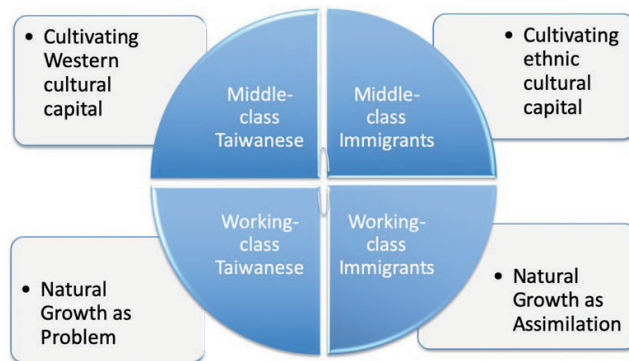 • Cultivating
Western
cultural
capital
• Cultivating
ethnic
cultural
capital
Middle-
class
Taiwanese
Middle-
class
Immigrants
Working-
class
Taiwanese
Working-
class
Immigrants
• Natural
Growth as
Problem
• Natural
Growth as
Assimilation